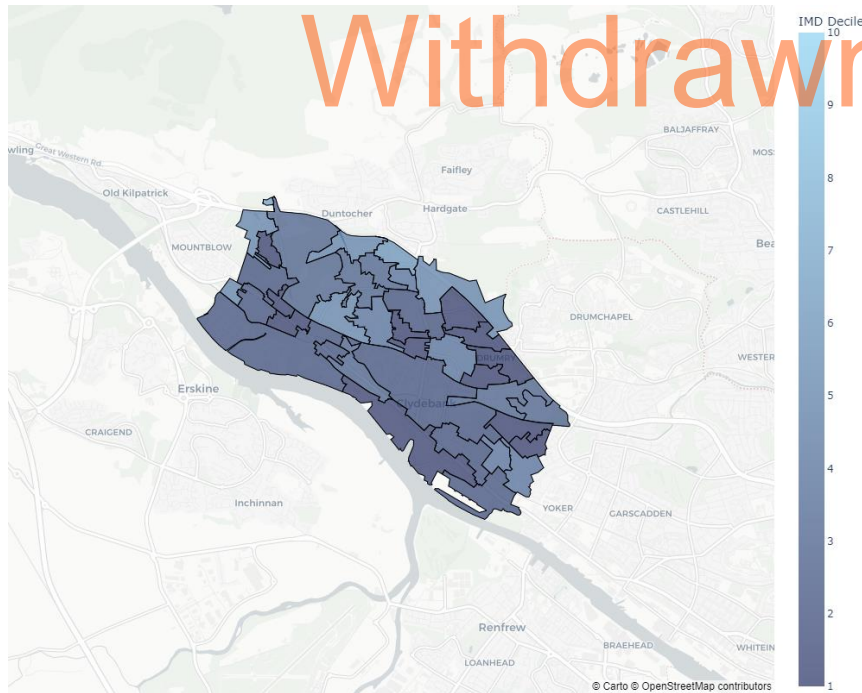 Withdrawn
IMD Decile
10
9
8
7
6
5
4
3
2
1
BALJAFFRAY
MOS
wling
Great Western Rd
Faifley
Old Kilpatrick
Duntocher
Hardgate
CASTLEHILL
MOUNTBLOW
Bea
DRUMCHAPEL
DRUMRY
WESTER
Erskine
Clydebank
CRAIGEND
Inchinnan
YOKER
GARSCADDEN
Renfrew
BRAEHEAD
WHITEIN
LOANHEAD
© Carto © OpenStreetMap contributors